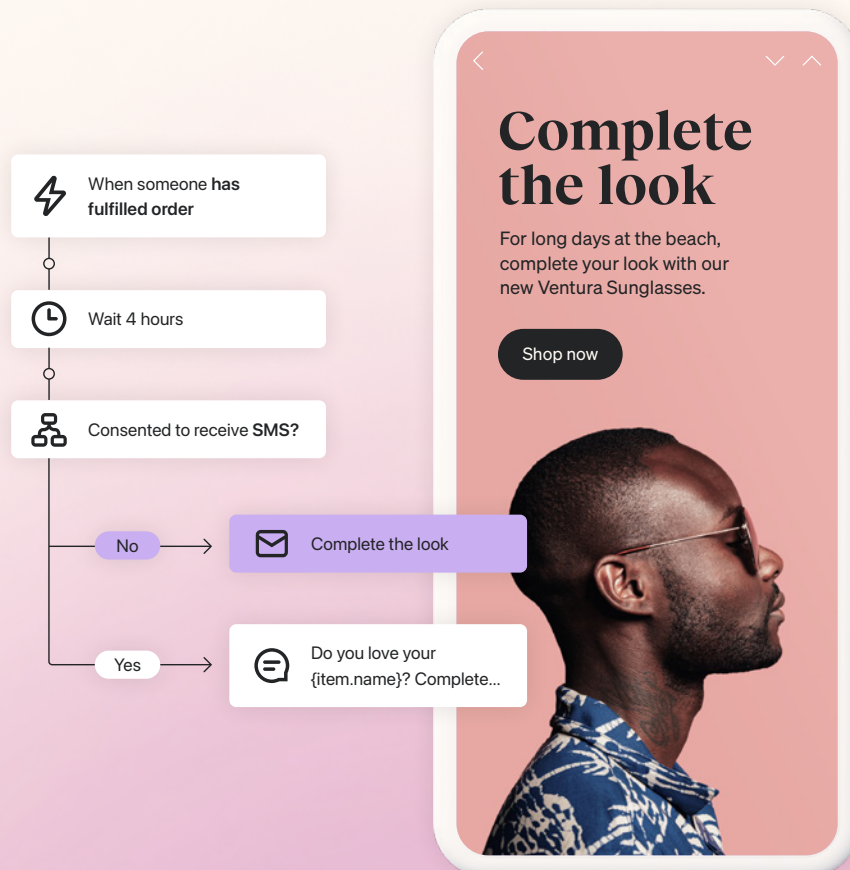 When someone has
fulfilled order
Wait 4 hours
Consented to receive SMS?
No
Complete the look
Yes
Do you love your
{item.name}? Complete...
Complete
the look
For long days at the beach,
complete your look with our
new Ventura Sunglasses.
Shop now